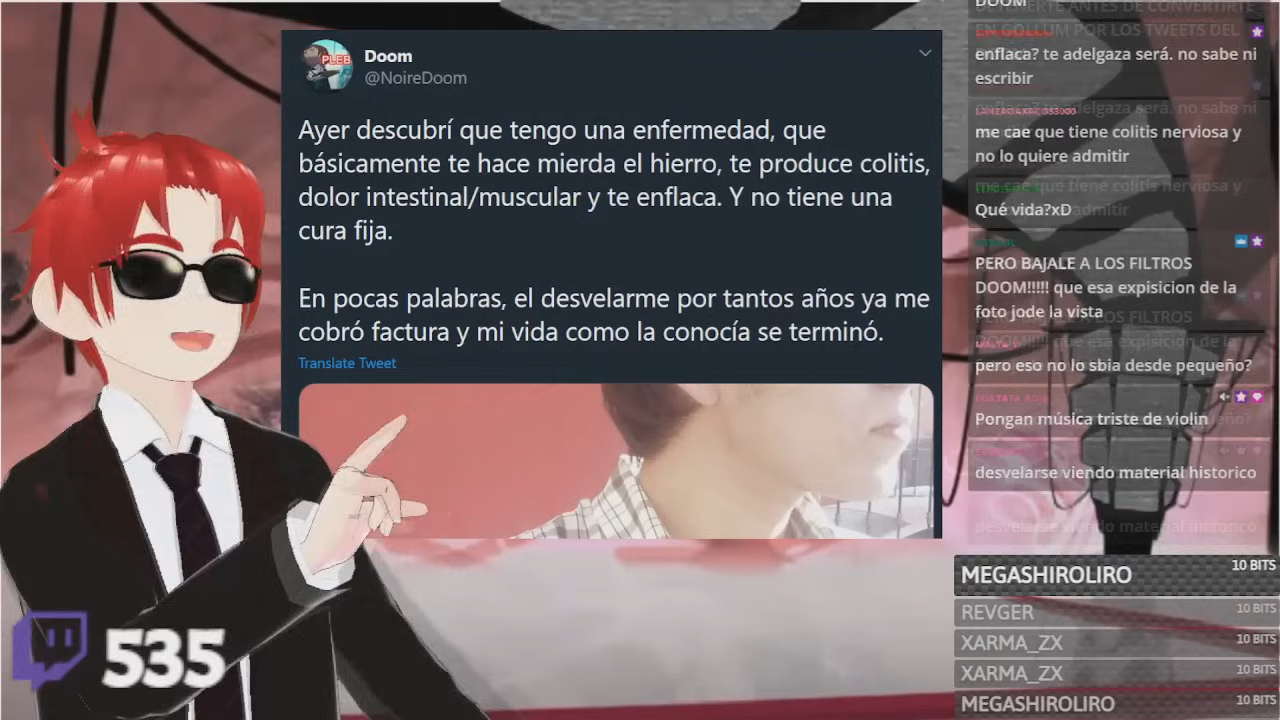 Doom
@NoireDoom
Ayer descubrí que tengo una enfermedad, que
básicamente te hace mierda el hierro, te produce colitis,
dolor intestinal/muscular y te enflaca. Y no tiene una
cura fija.
En pocas palabras, el desvelarme por tantos años ya me
cobró factura y mi vida como la conocía se terminó.
Translate Tweet
PLEB
535
DOOM
enflaca? te adelgaza será. no sabe ni
escribir
me cae que tiene colitis nerviosa y
no lo quiere admitir
Qué vida?xD
PERO BAJALE A LOS FILTROS
DOOM!!!!! que esa expisicion de la
foto jode la vista
pero eso no lo sbia desde pequeño?
Pongan música triste de violin
desvelarse viendo material historico
MEGASHIROLIRO 10 BITS
REVGER 10 BITS
XARMA_ZX 10 BITS
XARMA_ZX 10 BITS
MEGASHIROLIRO 10 BITS